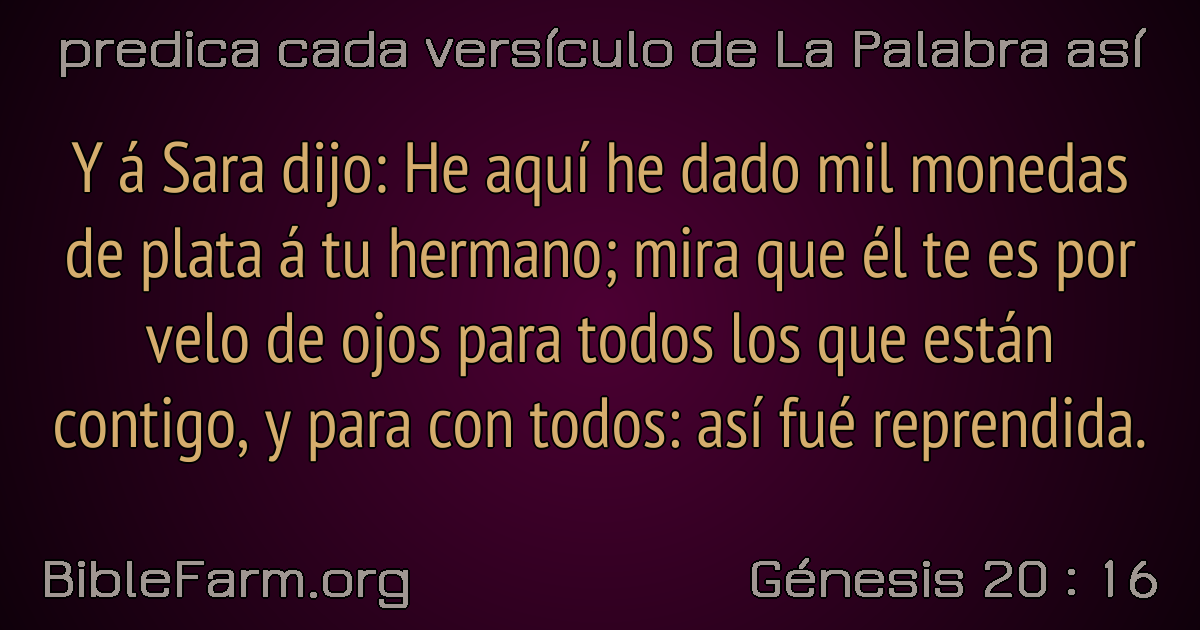 predica cada versículo de La Palabra así
Y á Sara dijo: He aquí he dado mil monedas
de plata á tu hermano; mira que él te es por
velo de ojos para todos los que están
contigo, y para con todos: así fué reprendida.
BibleFarm.org
Génesis 20 : 16